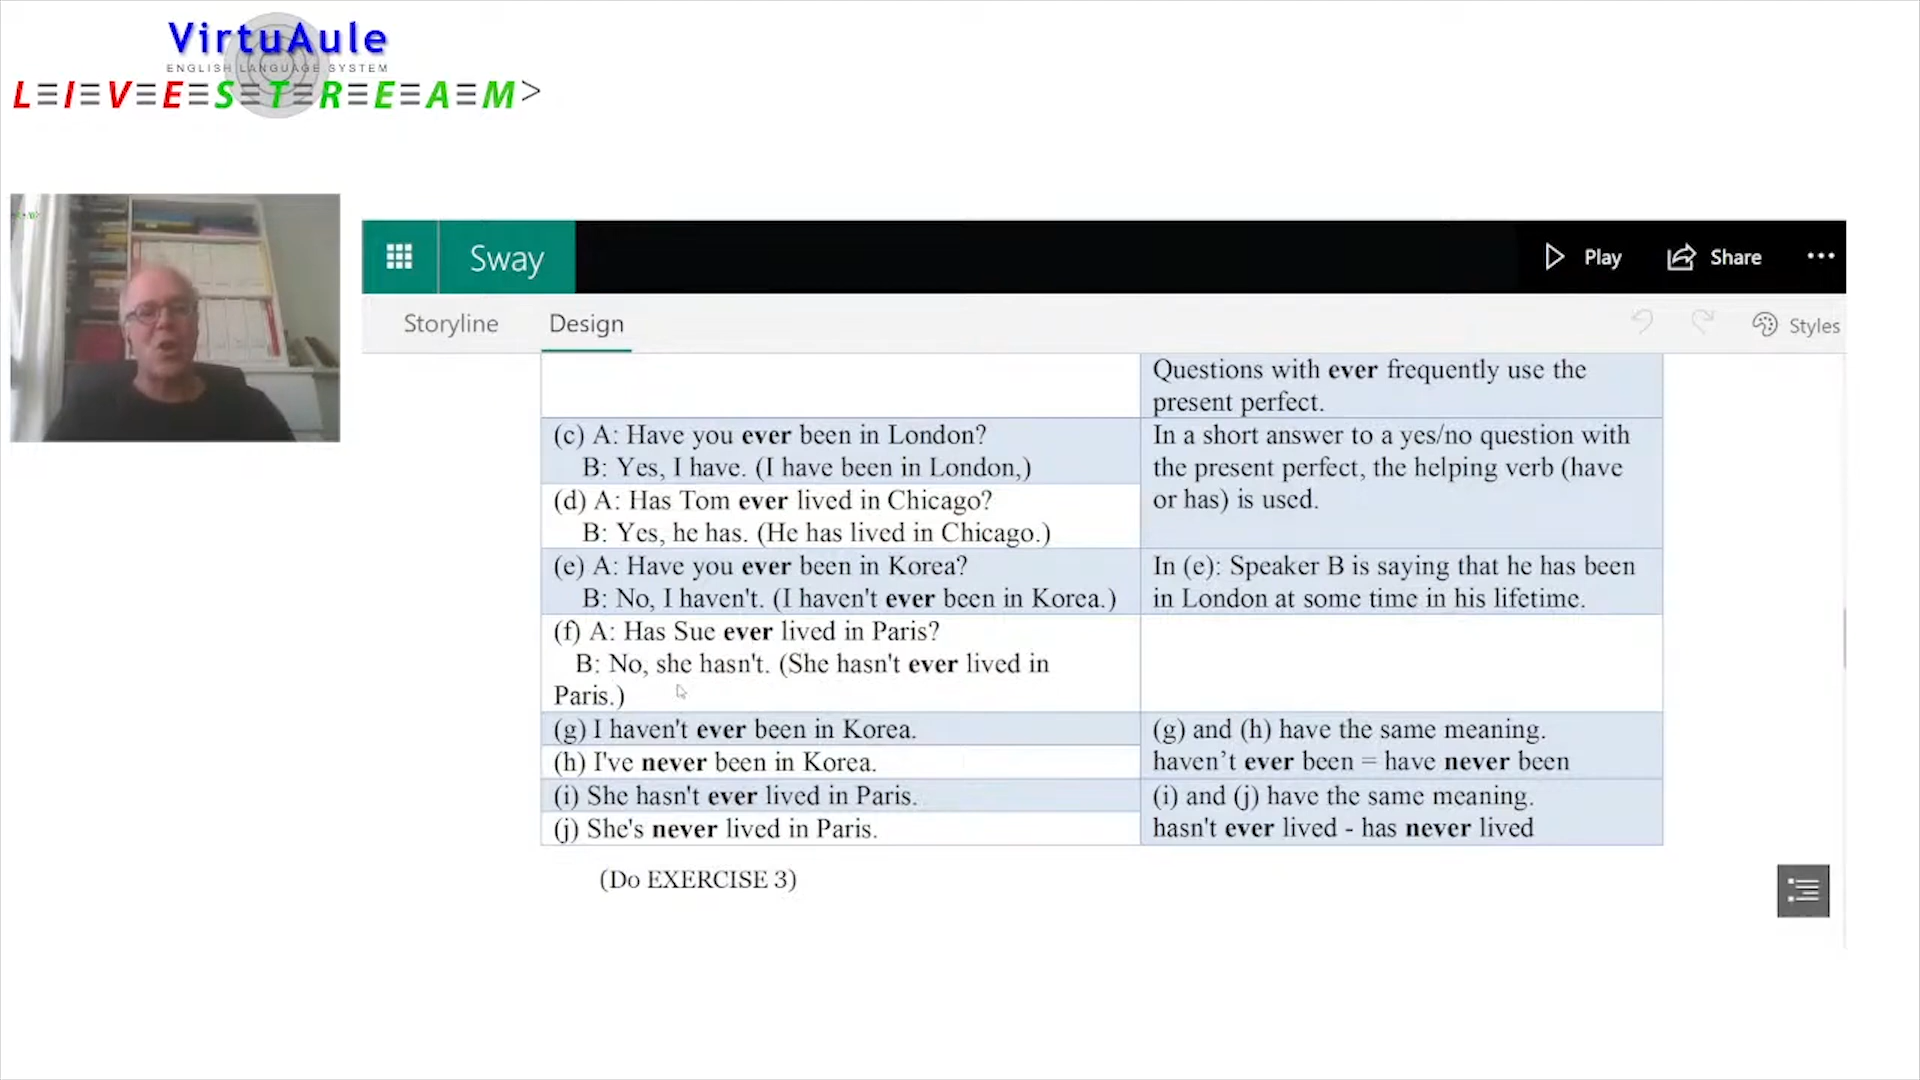 VirtuAule
ENGLISH LANGUAGE SYSTEM
L≡I≡V≡E≡S≡T≡R≡E≡A≡M>
Sway
Play
Share
Storyline
Design
Styles
Questions with ever frequently use the
present perfect.
(c) A: Have you ever been in London?
B: Yes, I have. (I have been in London,)
In a short answer to a yes/no question with
the present perfect, the helping verb (have
or has) is used.
(d) A: Has Tom ever lived in Chicago?
B: Yes, he has. (He has lived in Chicago.)
(e) A: Have you ever been in Korea?
B: No, I haven't. (I haven't ever been in Korea.)
In (e): Speaker B is saying that he has been
in London at some time in his lifetime.
(f) A: Has Sue ever lived in Paris?
B: No, she hasn't. (She hasn't ever lived in
Paris.)
(g) I haven't ever been in Korea.
(h) I've never been in Korea.
(g) and (h) have the same meaning.
haven’t ever been = have never been
(i) She hasn't ever lived in Paris.
(j) She's never lived in Paris.
(i) and (j) have the same meaning.
hasn't ever lived - has never lived
(Do EXERCISE 3)